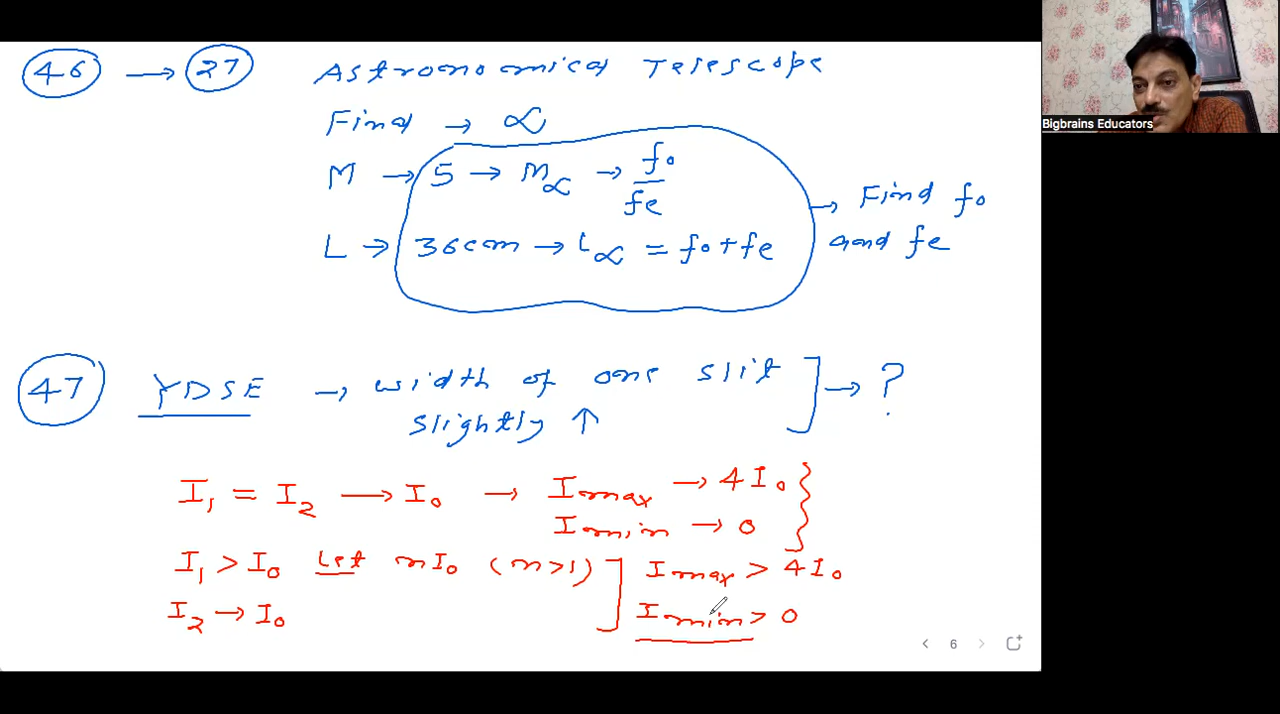 46 → 27 Astronomical Telescope
Find → ∝
M → 5 → M∝ → fo/fe
L → 36cm → L∝ = fo + fe
→ Find fo
and fe
47 YDSE → width of one slit
slightly ↑ ] → ?
I1 = I2 → I0 → Imax → 4I0
Imin → 0
I1 > I0 Let nI0 (n>1) ] Imax > 4I0
I2 → I0 Imin > 0
6
Bigbrains Educators